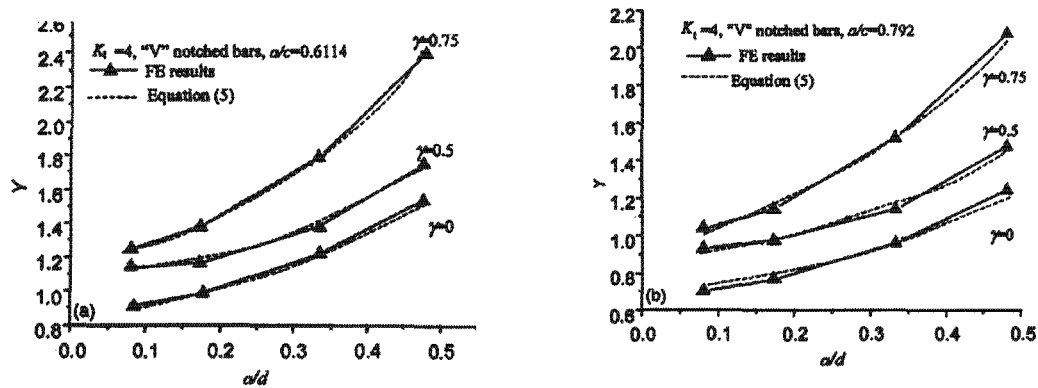 2.6
2.4
2.2
2.0
1.8
1.6
1.4
1.2
1.0
0.8
Y
K_t =4, "V" notched bars, a/c=0.6114
FE results
Equation (5)
γ=0.75
γ=0.5
γ=0
(a)
0.0 0.1 0.2 0.3 0.4 0.5
a/d
2.2
2.0
1.8
1.6
1.4
1.2
1.0
0.8
0.6
Y
K_t =4, "V" notched bars, a/c=0.792
FE results
Equation (5)
γ=0.75
γ=0.5
γ=0
(b)
0.0 0.1 0.2 0.3 0.4 0.5
a/d